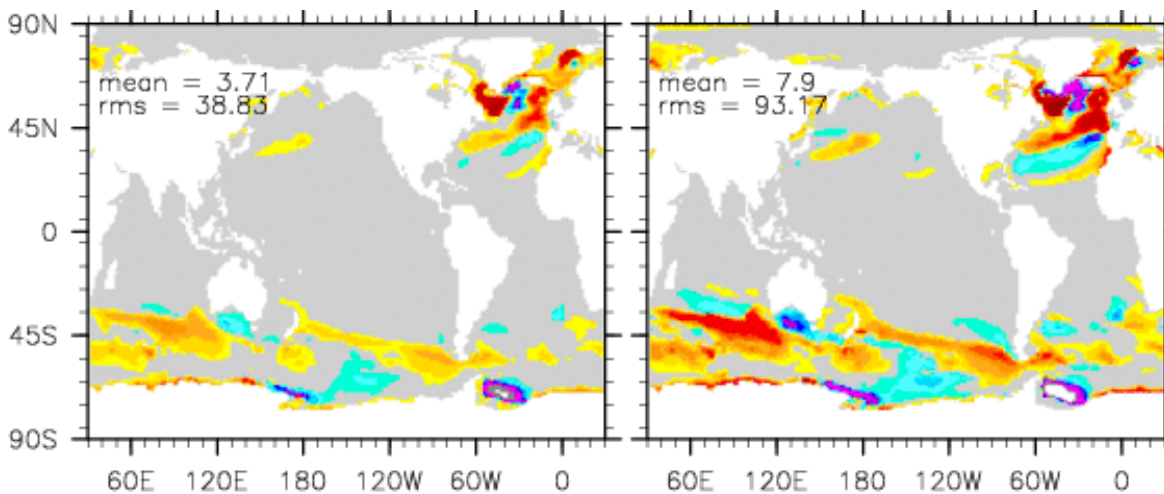 90N
45N
0
45S
90S
mean = 3.71
rms = 38.83
mean = 7.9
rms = 93.17
60E 120E 180 120W 60W 0
60E 120E 180 120W 60W 0